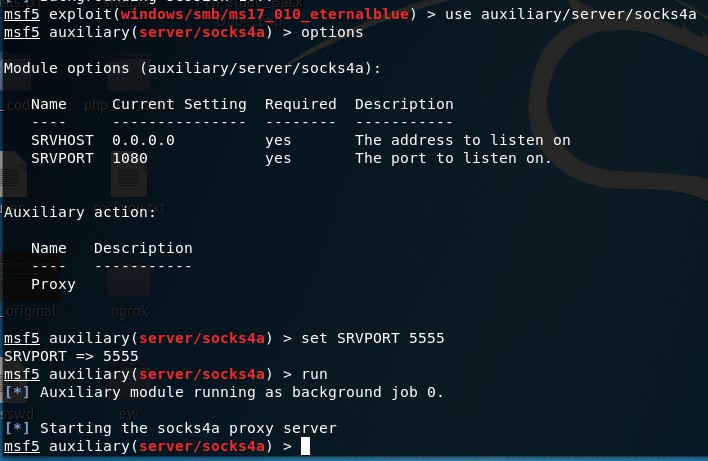 msf5 exploit(windows/smb/ms17_010_eternalblue) > use auxiliary/server/socks4a
msf5 auxiliary(server/socks4a) > options
Module options (auxiliary/server/socks4a):
Name Current Setting Required Description
---- --------------- -------- -----------
SRVHOST 0.0.0.0 yes The address to listen on
SRVPORT 1080 yes The port to listen on.
Auxiliary action:
Name Description
---- -----------
Proxy
_original
ngrok
msf5 auxiliary(server/socks4a) > set SRVPORT 5555
SRVPORT => 5555
msf5 auxiliary(server/socks4a) > run
[*] Auxiliary module running as background job 0.
sswd
ew
[*] Starting the socks4a proxy server
msf5 auxiliary(server/socks4a) >